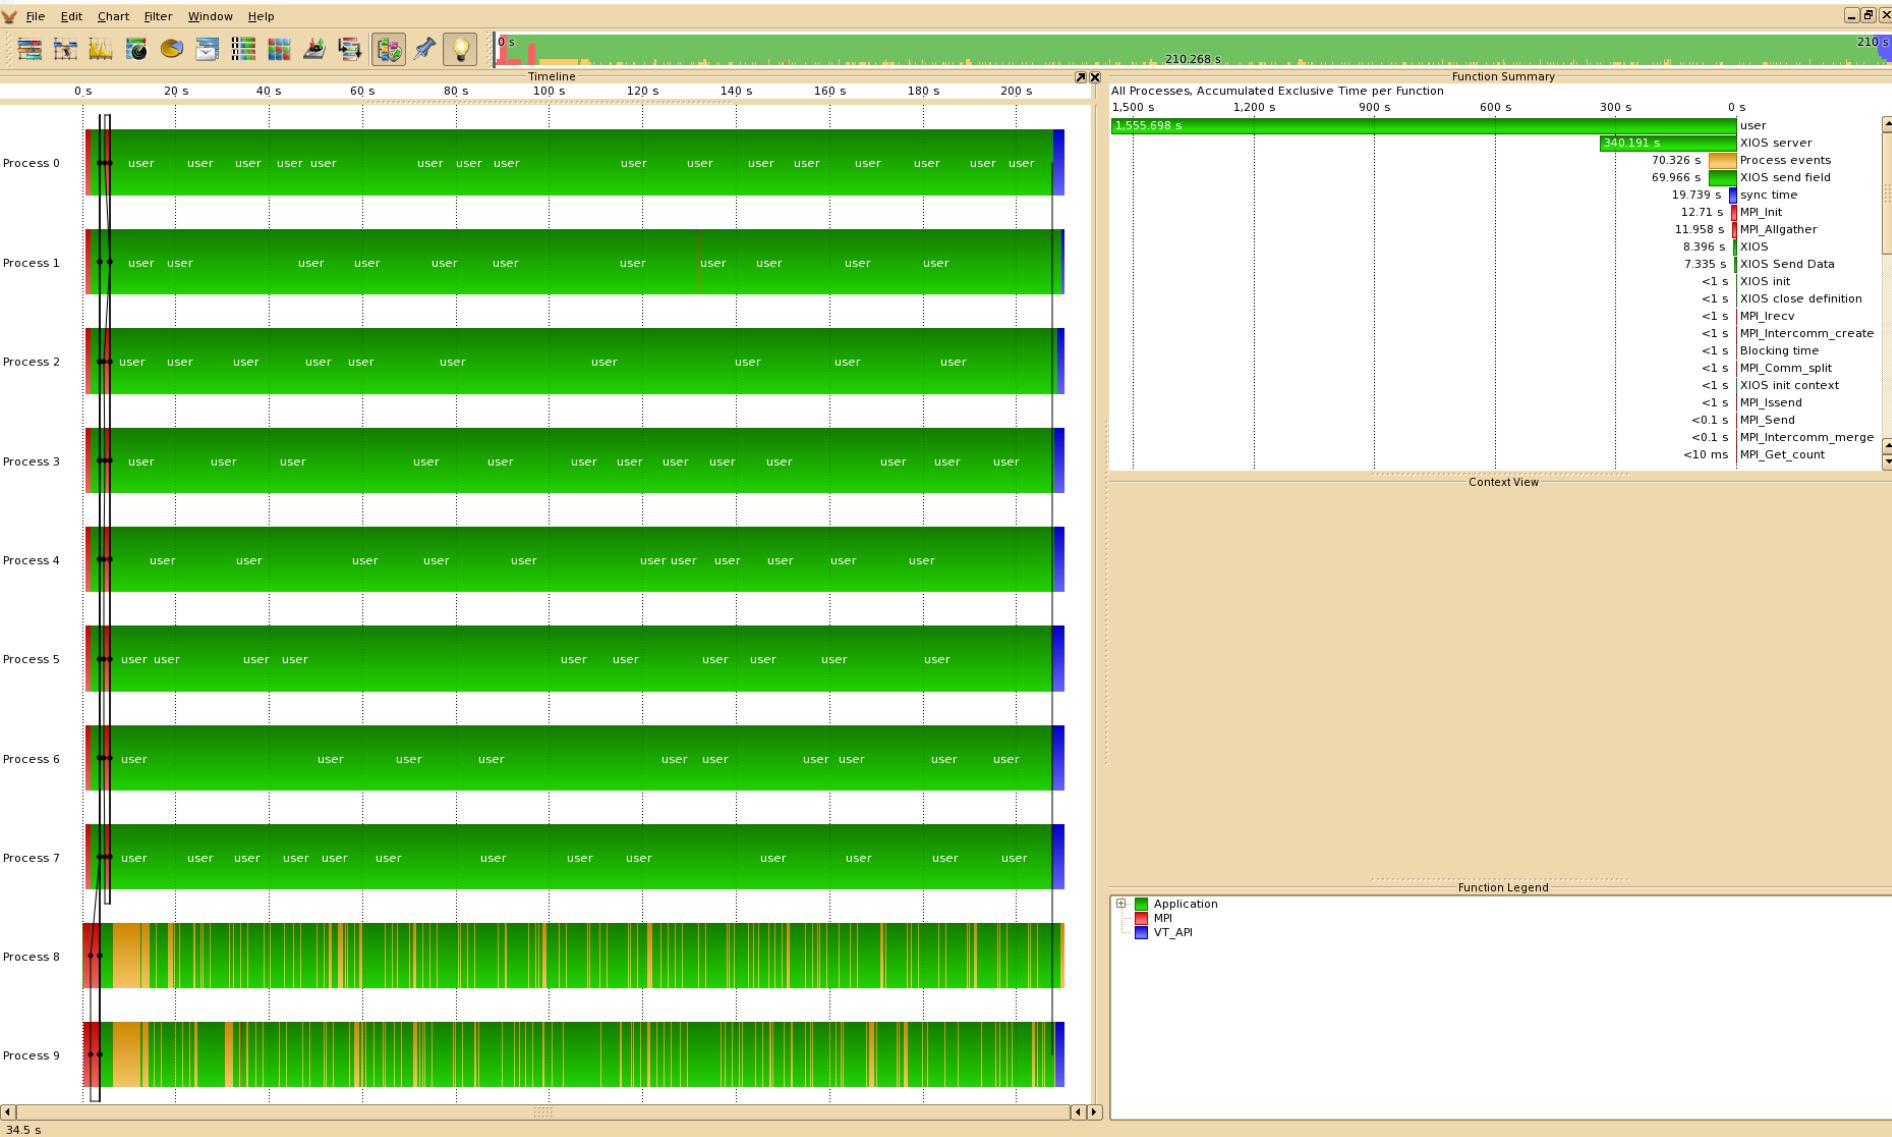 File Edit Chart Filter Window Help
0 s 210.268 s 210 s
Timeline
0 s 20 s 40 s 60 s 80 s 100 s 120 s 140 s 160 s 180 s 200 s
Process 0 user user user user user user user user user user user user user user user user
Process 1 user user user user user user user user user user user
Process 2 user user user user user user user user user user
Process 3 user user user user user user user user user user user user user
Process 4 user user user user user user user user user user user
Process 5 user user user user user user user user user user
Process 6 user user user user user user user user user user
Process 7 user user user user user user user user user user user user user
Process 8
Process 9
34.5 s
Function Summary
All Processes, Accumulated Exclusive Time per Function
1,500 s 1,200 s 900 s 600 s 300 s 0 s
1,555.698 s user
340.191 s XIOS server
70.326 s Process events
69.966 s XIOS send field
19.739 s sync time
12.71 s MPI_Init
11.958 s MPI_Allgather
8.396 s XIOS
7.335 s XIOS Send Data
<1 s XIOS init
<1 s XIOS close definition
<1 s MPI_Irecv
<1 s MPI_Intercomm_create
<1 s Blocking time
<1 s MPI_Comm_split
<1 s XIOS init context
<1 s MPI_Issend
<0.1 s MPI_Send
<0.1 s MPI_Intercomm_merge
<10 ms MPI_Get_count
Context View
Function Legend
Application
MPI
VT_API